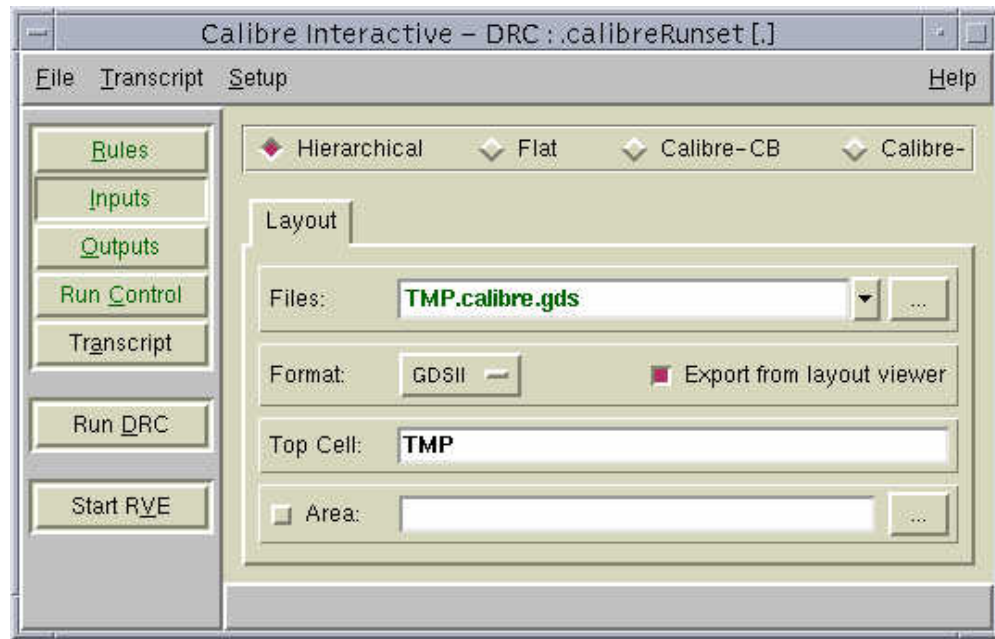 Calibre Interactive – DRC : .calibreRunset [.]
File Transcript Setup Help
Rules
Inputs
Outputs
Run Control
Transcript
Run DRC
Start RVE
Hierarchical Flat Calibre-CB Calibre-
Layout
Files: TMP.calibre.gds ...
Format: GDSII Export from layout viewer
Top Cell: TMP
Area: ...